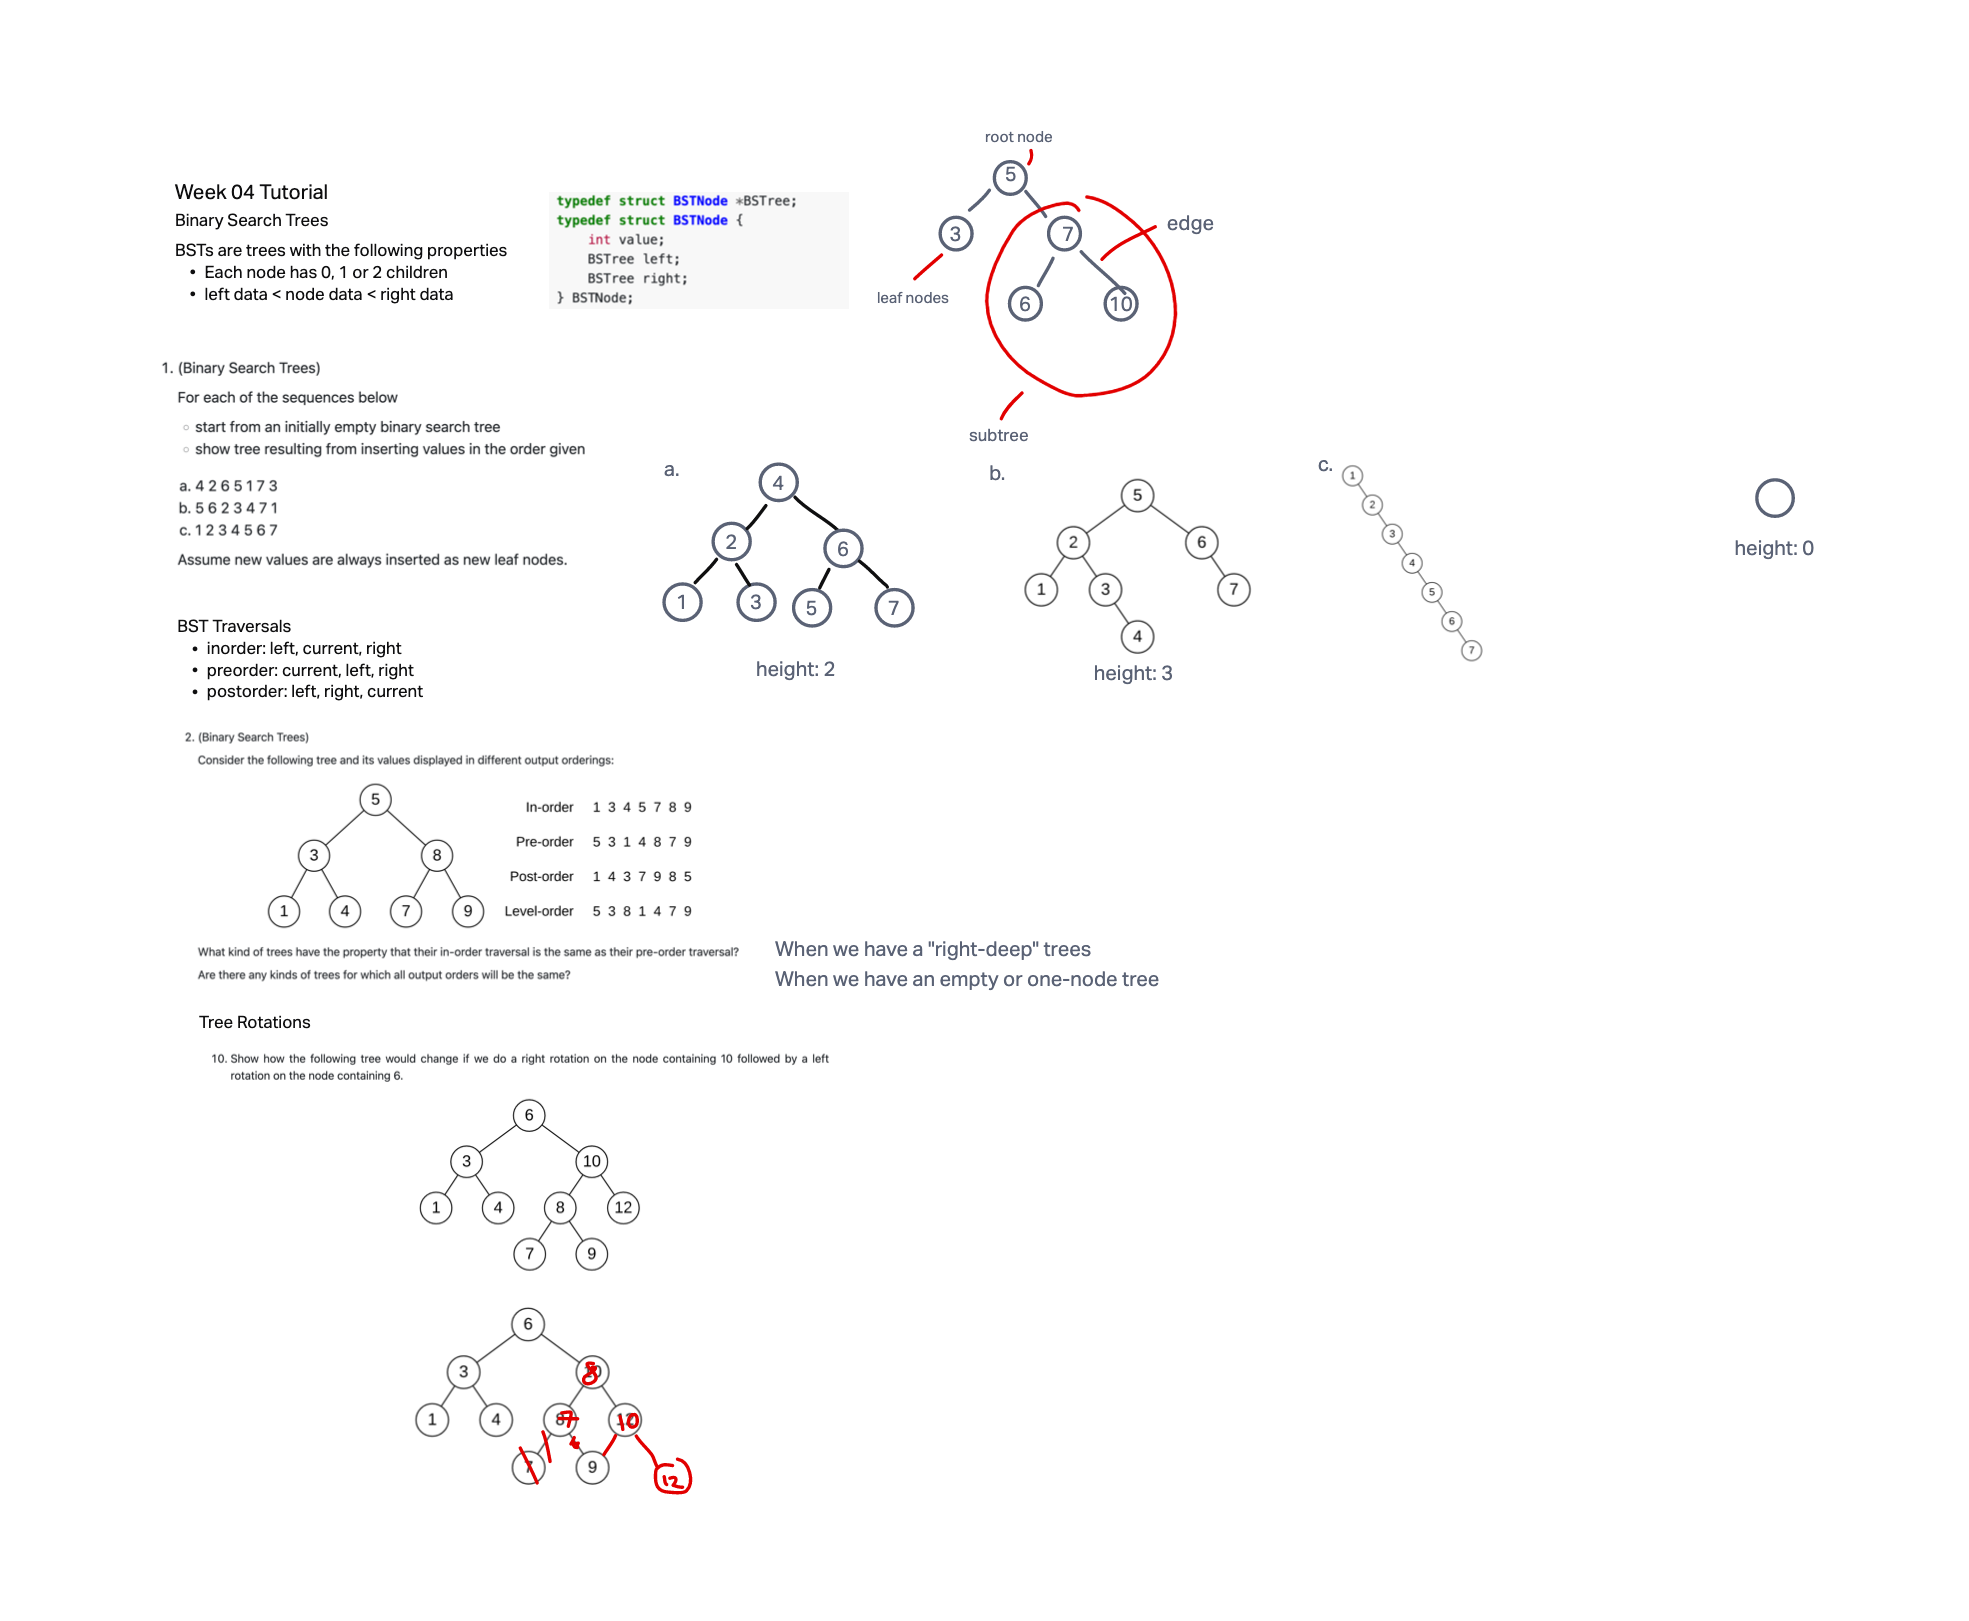 Week 04 Tutorial
Binary Search Trees
BSTs are trees with the following properties
• Each node has 0, 1 or 2 children
• left data < node data < right data
typedef struct BSTNode *BSTree;
typedef struct BSTNode {
int value;
BSTree left;
BSTree right;
} BSTNode;
root node
5
3
7
edge
leaf nodes
6
10
subtree
1. (Binary Search Trees)
For each of the sequences below
○ start from an initially empty binary search tree
○ show tree resulting from inserting values in the order given
a. 4 2 6 5 1 7 3
b. 5 6 2 3 4 7 1
c. 1 2 3 4 5 6 7
Assume new values are always inserted as new leaf nodes.
a.
4
2
6
1
3
5
7
height: 2
b.
5
2
6
1
3
7
4
height: 3
c.
1
2
3
4
5
6
7
height: 0
BST Traversals
• inorder: left, current, right
• preorder: current, left, right
• postorder: left, right, current
2. (Binary Search Trees)
Consider the following tree and its values displayed in different output orderings:
5
3
8
1
4
7
9
In-order 1 3 4 5 7 8 9
Pre-order 5 3 1 4 8 7 9
Post-order 1 4 3 7 9 8 5
Level-order 5 3 8 1 4 7 9
What kind of trees have the property that their in-order traversal is the same as their pre-order traversal?
When we have a "right-deep" trees
Are there any kinds of trees for which all output orders will be the same?
When we have an empty or one-node tree
Tree Rotations
10. Show how the following tree would change if we do a right rotation on the node containing 10 followed by a left
rotation on the node containing 6.
6
3
10
1
4
8
12
7
9
6
3
8
1
4
7
10
7
9
12